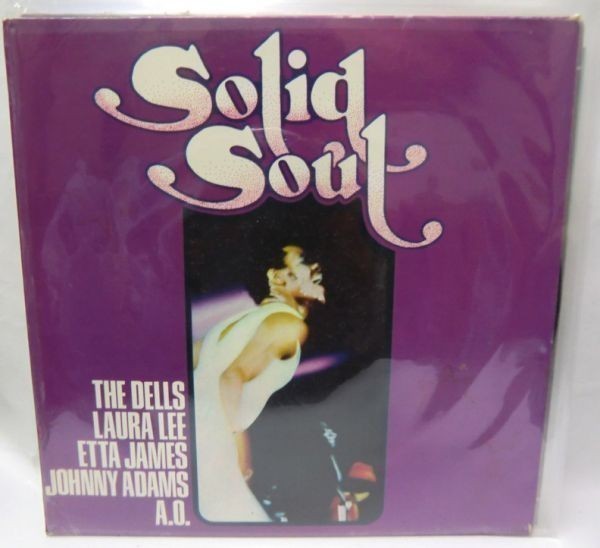 Solid
Soul
THE DELLS
LAURA LEE
ETTA JAMES
JOHNNY ADAMS
A.O.